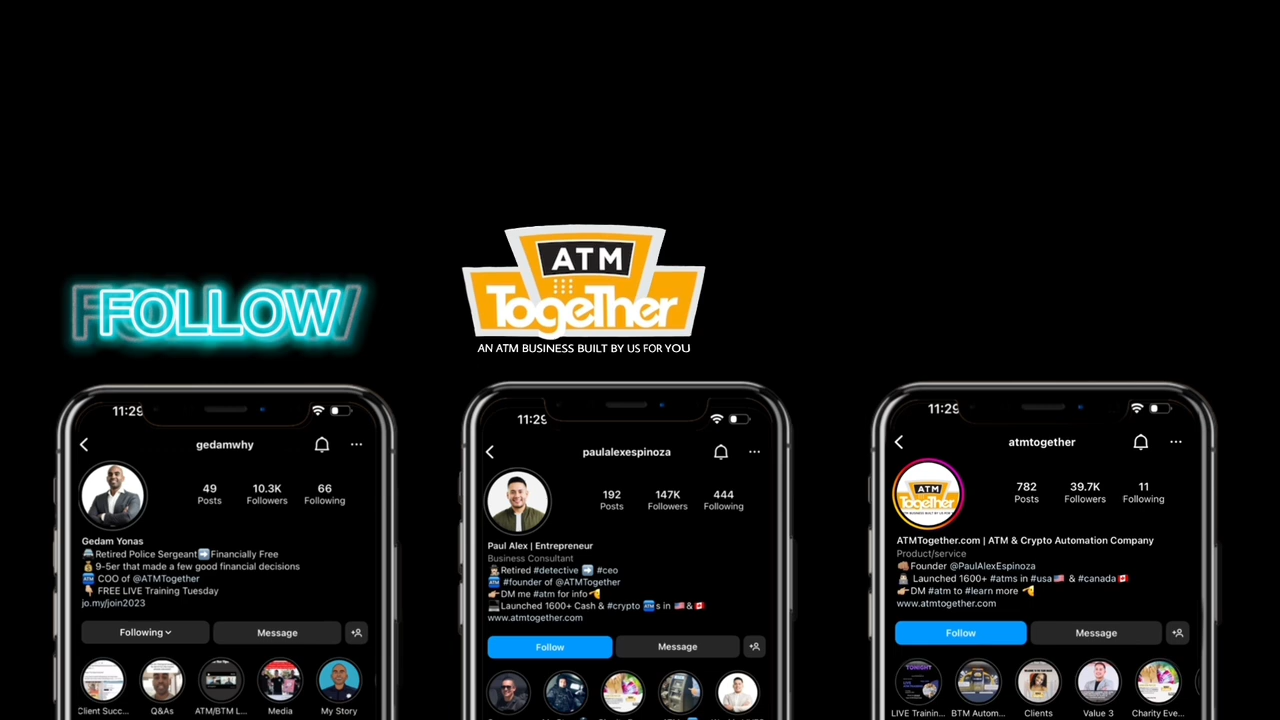 FOLLOW
ATM
TogeTher
AN ATM BUSINESS BUILT BY US FOR YOU
11:29
gedamwhy
49 10.3K 66
Posts Followers Following
Gedam Yonas
Retired Police Sergeant➡️Financially Free
9-5er that made a few good financial decisions
COO of @ATMTogether
FREE LIVE Training Tuesday
jo.my/join2023
Following Message
Client Succ... Q&As ATM/BTM L... Media My Story
11:29
paulalexespinoza
192 147K 444
Posts Followers Following
Paul Alex | Entrepreneur
Business Consultant
Retired #detective ➡️ #ceo
#founder of @ATMTogether
DM me #atm for info
Launched 1600+ Cash & #crypto 🏧s in 🇺🇸&🇨🇦
www.atmtogether.com
Follow Message
11:29
atmtogether
782 39.7K 11
Posts Followers Following
ATM
TogeTher
ATMTogether.com | ATM & Crypto Automation Company
Product/service
Founder @PaulAlexEspinoza
Launched 1600+ #atms in #usa🇺🇸 & #canada🇨🇦
DM #atm to #learn more
www.atmtogether.com
Follow Message
LIVE Trainin... BTM Autom... Clients Value 3 Charity Eve...